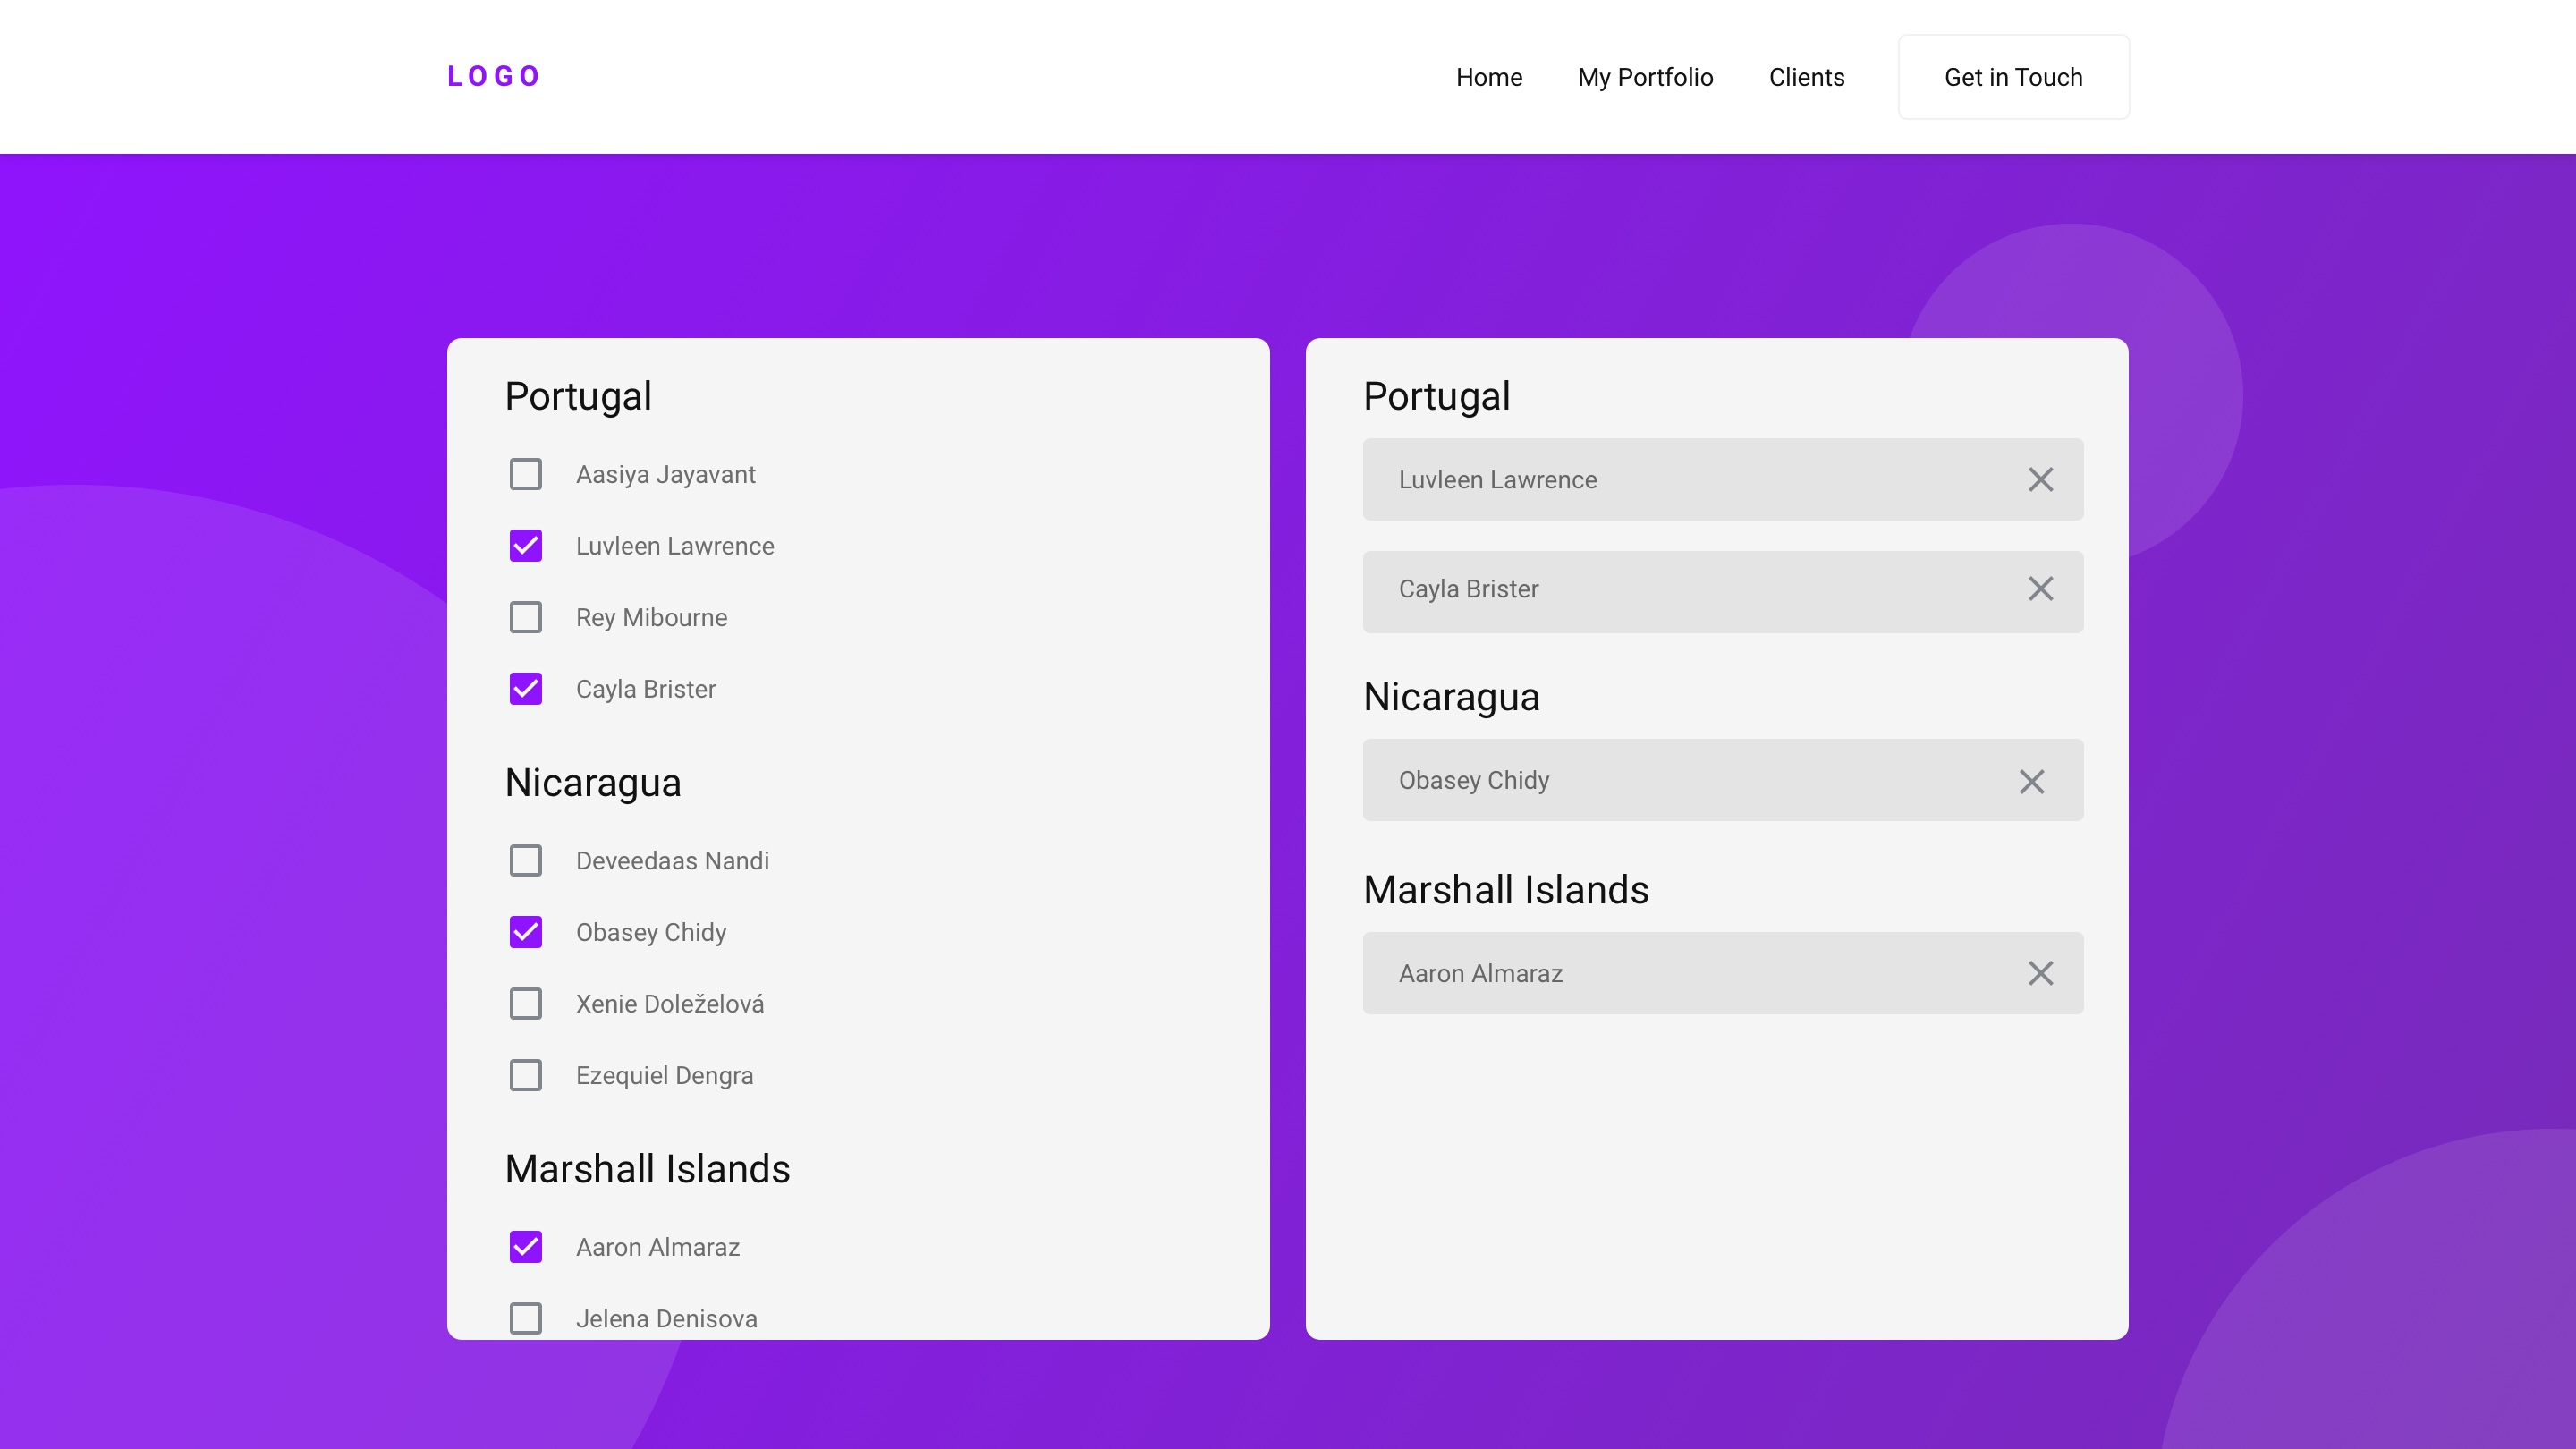 LOGO
Home
My Portfolio
Clients
Get in Touch
Portugal
Aasiya Jayavant
Luvleen Lawrence
Rey Mibourne
Cayla Brister
Nicaragua
Deveedaas Nandi
Obasey Chidy
Xenie Doleželová
Ezequiel Dengra
Marshall Islands
Aaron Almaraz
Jelena Denisova
Portugal
Luvleen Lawrence
Cayla Brister
Nicaragua
Obasey Chidy
Marshall Islands
Aaron Almaraz